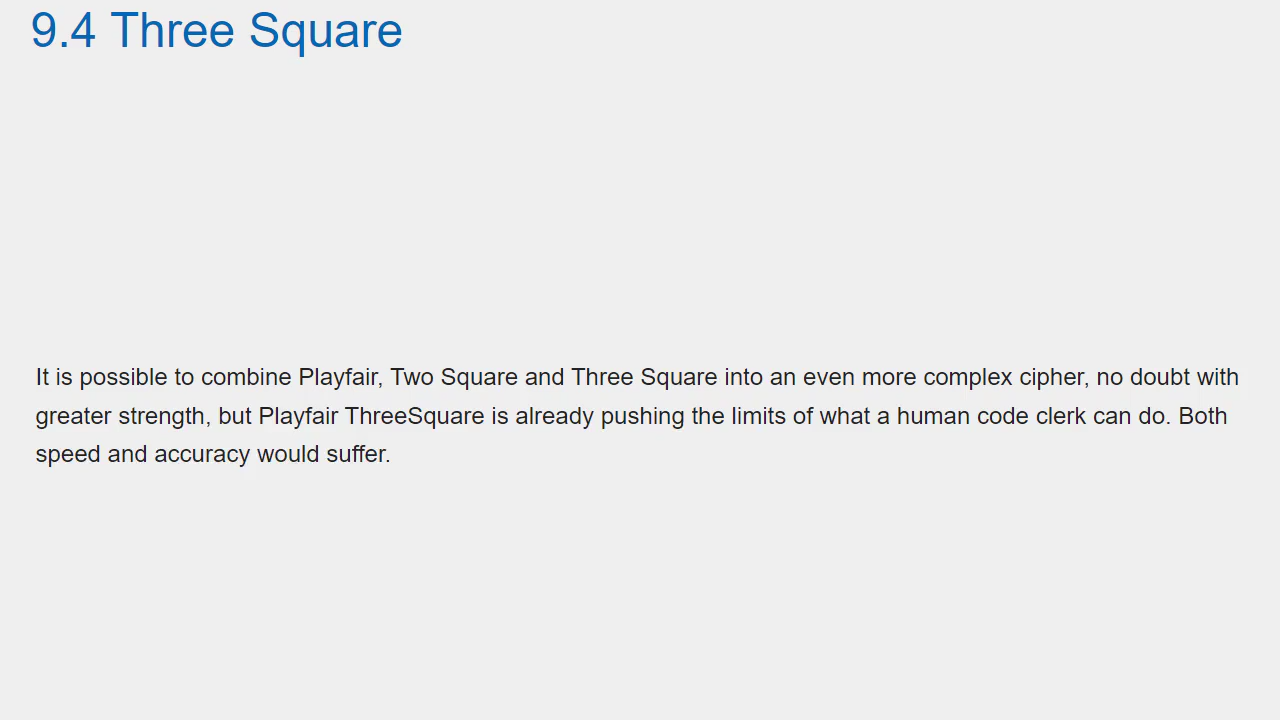 9.4 Three Square
It is possible to combine Playfair, Two Square and Three Square into an even more complex cipher, no doubt with
greater strength, but Playfair ThreeSquare is already pushing the limits of what a human code clerk can do. Both
speed and accuracy would suffer.